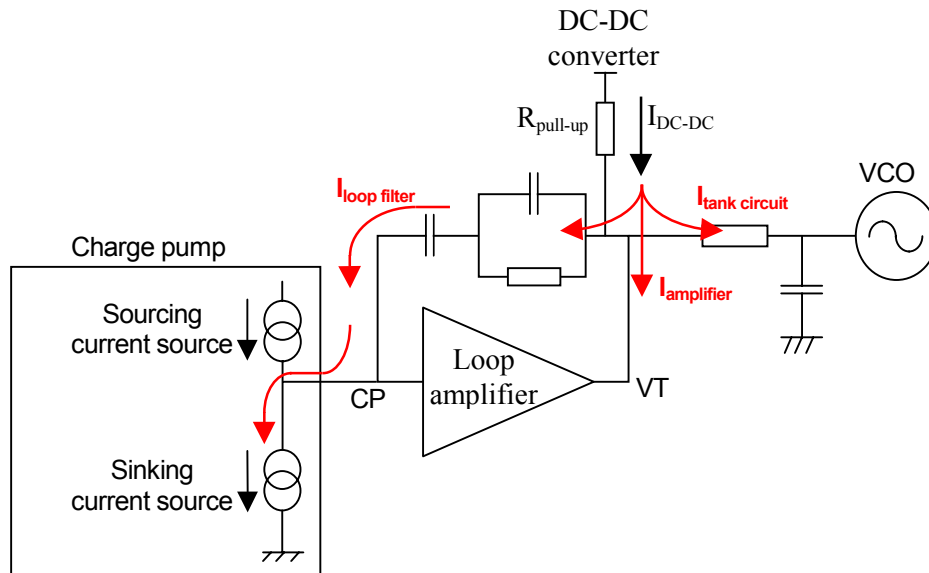 DC-DC
converter
R_pull-up
I_DC-DC
VCO
I_loop filter
I_tank circuit
Charge pump
I_amplifier
Sourcing
current source
Loop
amplifier
CP
VT
Sinking
current source